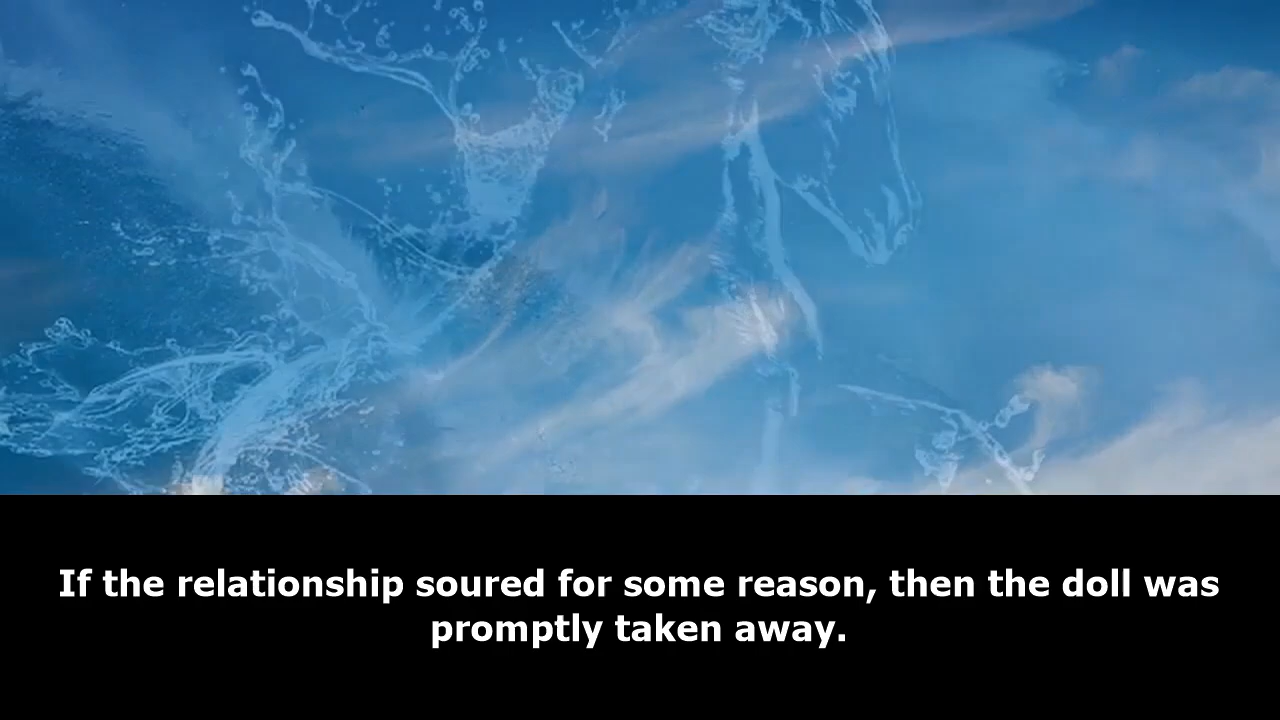 If the relationship soured for some reason, then the doll was
promptly taken away.